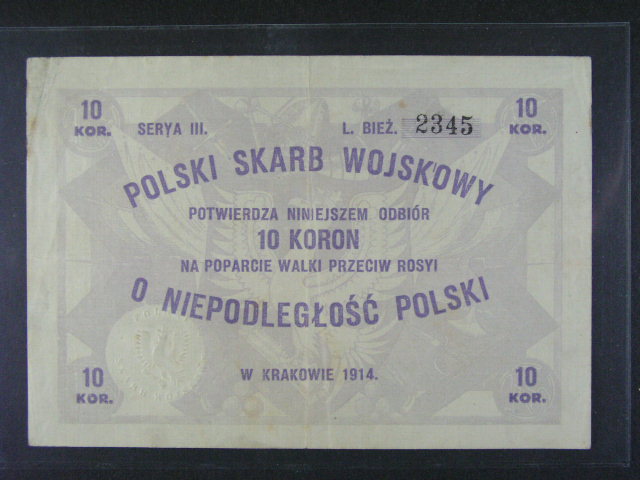 10 KOR.
10 KOR.
SERYA III. L. BIEŻ. 2345
POLSKI SKARB WOJSKOWY
POTWIERDZA NINIEJSZEM ODBIÓR
10 KORON
NA POPARCIE WALKI PRZECIW ROSYI
O NIEPODLEGŁOŚĆ POLSKI
W KRAKOWIE 1914.
10 KOR.
10 KOR.